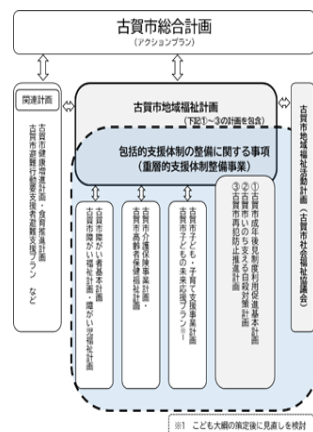 古賀市総合計画
（アクションプラン）
関連計画
古賀市健康増進計画・食育推進計画
古賀市避難行動要支援者避難支援プラン　など
古賀市地域福祉計画
（下記①～③の計画を包含）
包括的支援体制の整備に関する事項
（重層的支援体制整備事業）
古賀市障がい者基本計画
古賀市障がい福祉計画・障がい児福祉計画
古賀市介護保険事業計画・
古賀市高齢者保健福祉計画
古賀市子ども・子育て支援事業計画
古賀市子どもの未来応援プラン※1
①古賀市成年後見制度利用促進基本計画
②古賀市いのち支える自殺対策計画
③古賀市再犯防止推進計画
古賀市地域福祉活動計画（古賀市社会福祉協議会）
※1　こども大綱の策定後に見直しを検討